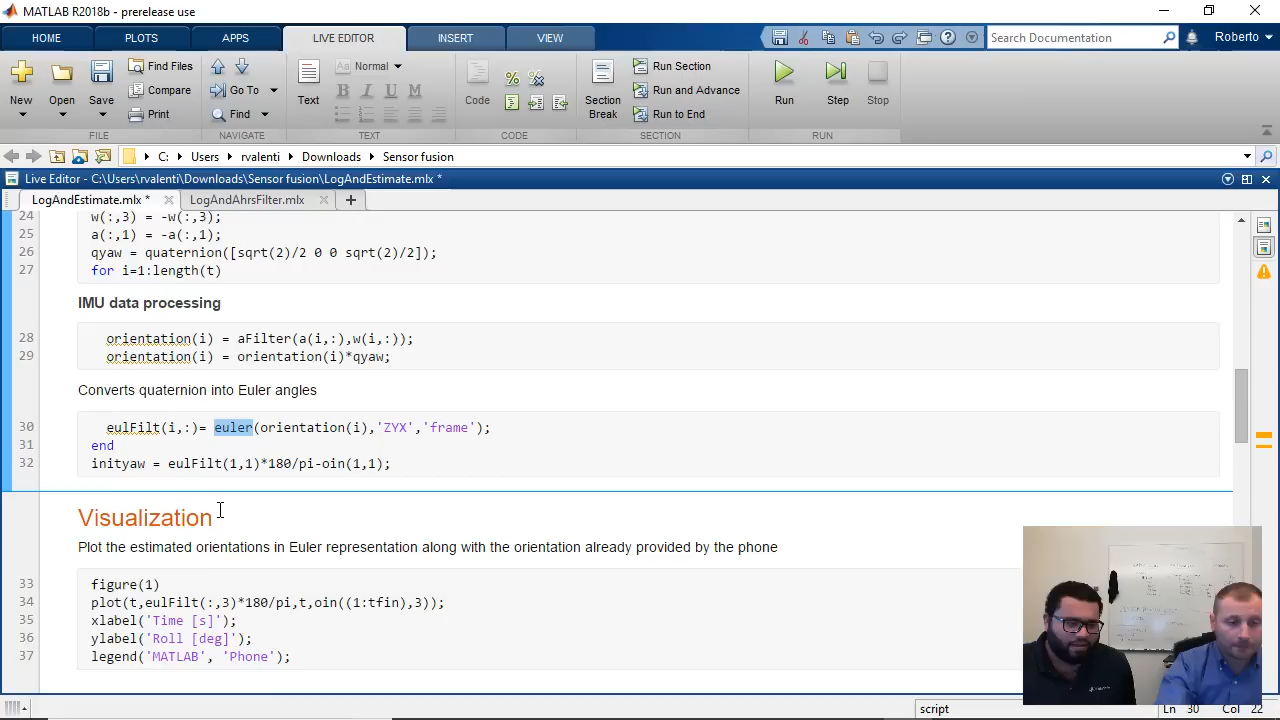 MATLAB R2018b - prerelease use
HOME PLOTS APPS LIVE EDITOR INSERT VIEW
Search Documentation
Roberto
New
Open
Save
Find Files
Compare
Print
Go To
Find
Text
Aa Normal
B I U M
Code
Section Break
Run Section
Run and Advance
Run to End
Run
Step
Stop
FILE NAVIGATE TEXT CODE SECTION RUN
C: Users rvalenti Downloads Sensor fusion
Live Editor - C:\Users\rvalenti\Downloads\Sensor fusion\LogAndEstimate.mlx *
LogAndEstimate.mlx * LogAndAhrsFilter.mlx
24 w(:,3) = -w(:,3);
25 a(:,1) = -a(:,1);
26 qyaw = quaternion([sqrt(2)/2 0 0 sqrt(2)/2]);
27 for i=1:length(t)
IMU data processing
28 orientation(i) = aFilter(a(i,:),w(i,:));
29 orientation(i) = orientation(i)*qyaw;
Converts quaternion into Euler angles
30 eulFilt(i,:)= euler(orientation(i),'ZYX','frame');
31 end
32 inityaw = eulFilt(1,1)*180/pi-oin(1,1);
Visualization
Plot the estimated orientations in Euler representation along with the orientation already provided by the phone
33 figure(1)
34 plot(t,eulFilt(:,3)*180/pi,t,oin((1:tfin),3));
35 xlabel('Time [s]');
36 ylabel('Roll [deg]');
37 legend('MATLAB', 'Phone');
script
Ln 30 Col 22